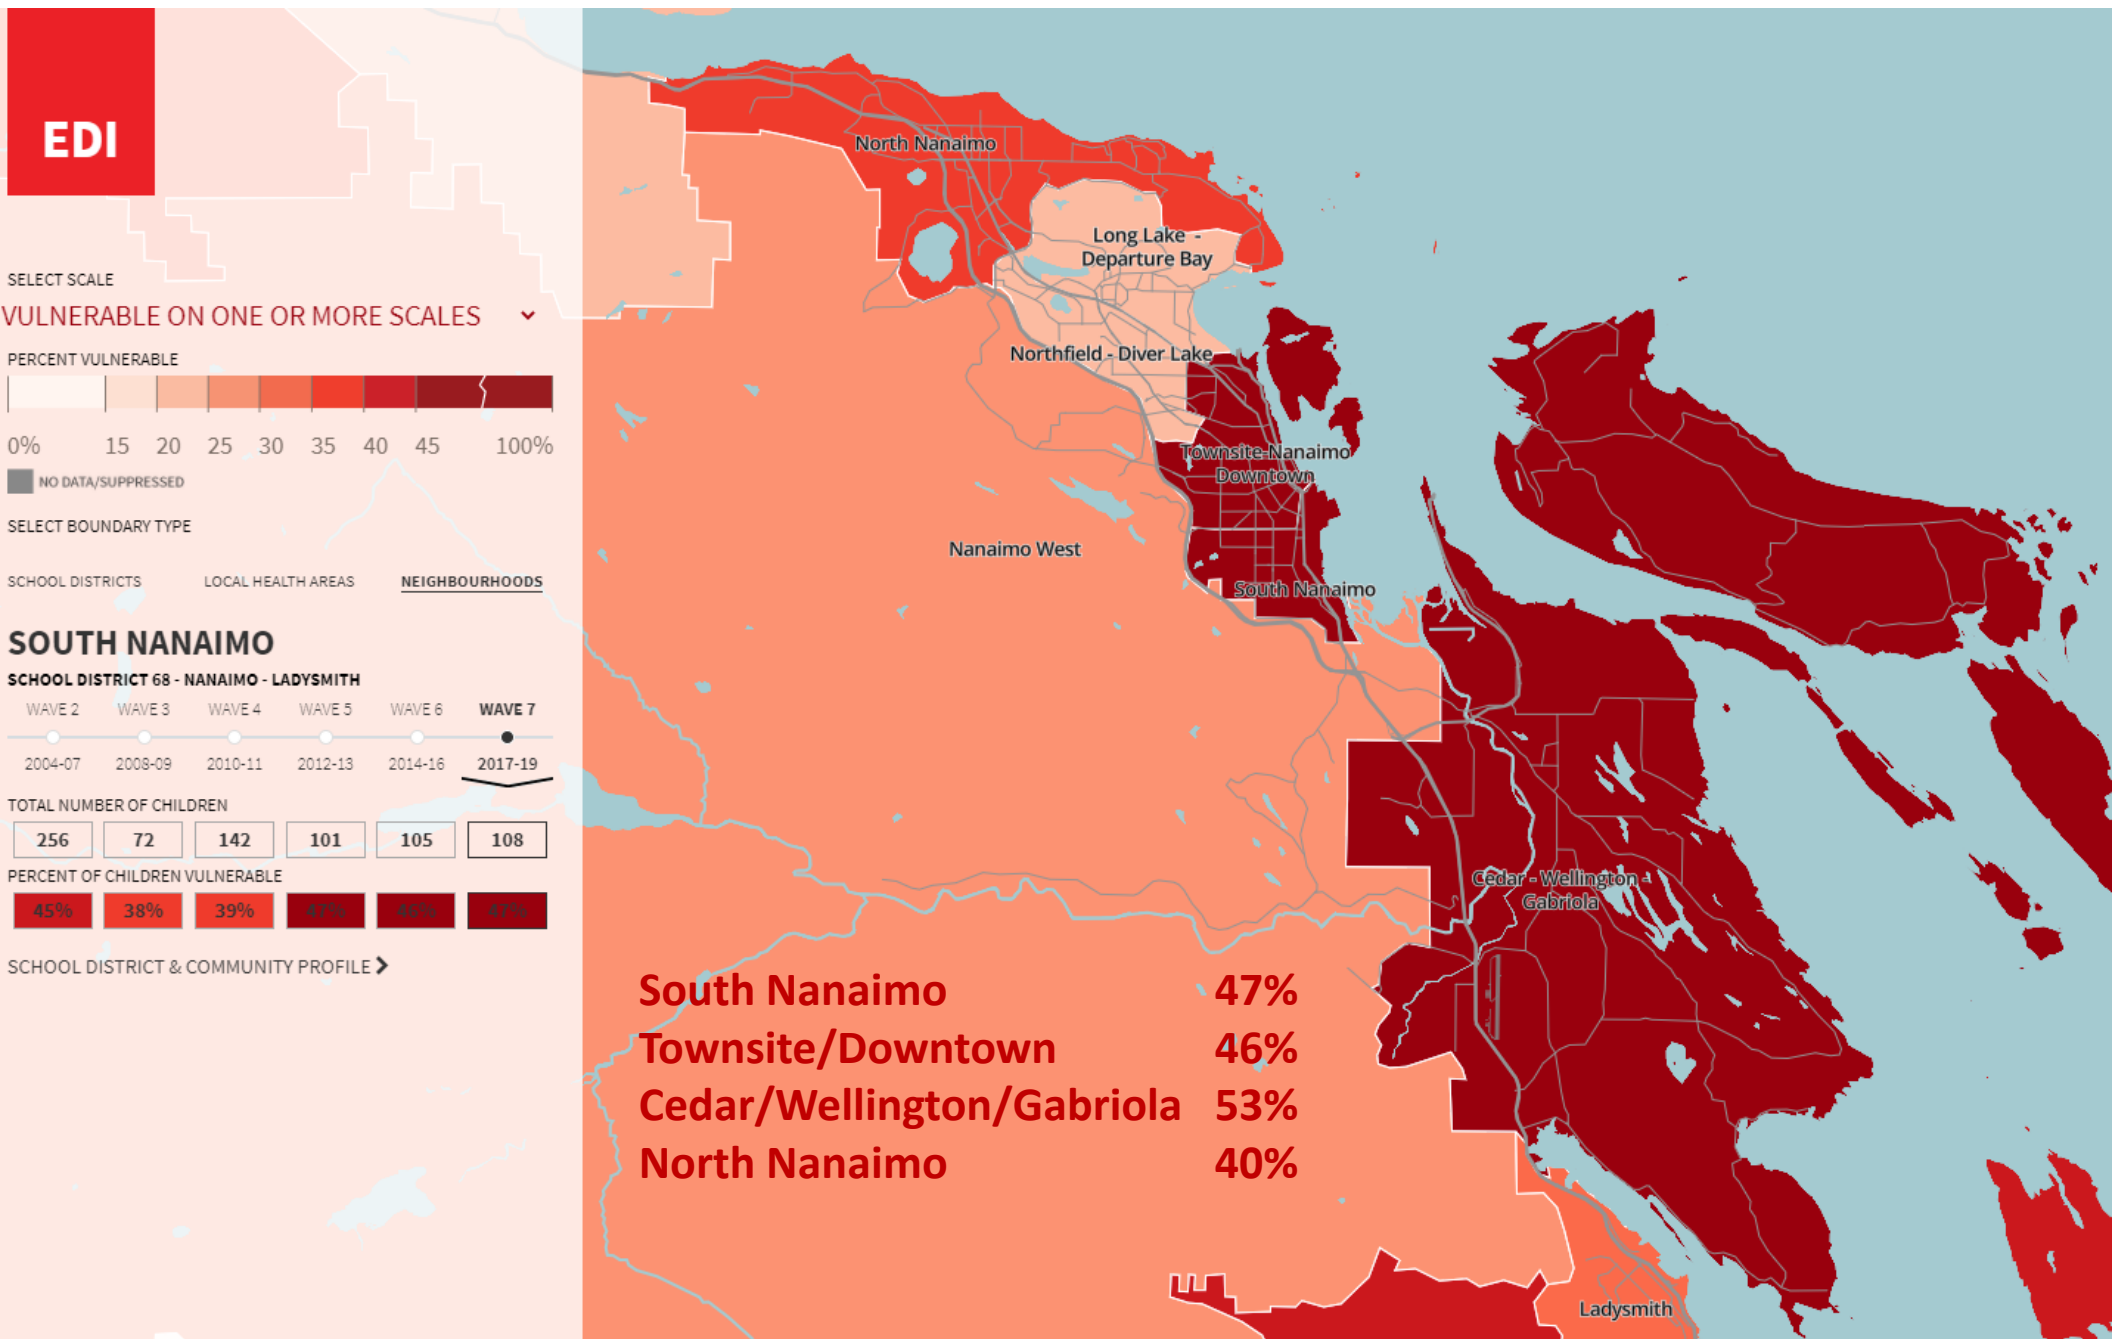 EDI
SELECT SCALE
VULNERABLE ON ONE OR MORE SCALES
PERCENT VULNERABLE
0% 15 20 25 30 35 40 45 100%
NO DATA/SUPPRESSED
SELECT BOUNDARY TYPE
SCHOOL DISTRICTS LOCAL HEALTH AREAS NEIGHBOURHOODS
SOUTH NANAIMO
SCHOOL DISTRICT 68 - NANAIMO - LADYSMITH
WAVE 2 WAVE 3 WAVE 4 WAVE 5 WAVE 6 WAVE 7
2004-07 2008-09 2010-11 2012-13 2014-16 2017-19
TOTAL NUMBER OF CHILDREN
256 72 142 101 105 108
PERCENT OF CHILDREN VULNERABLE
45% 38% 39% 47% 46% 47%
SCHOOL DISTRICT & COMMUNITY PROFILE
North Nanaimo
Long Lake -
Departure Bay
Northfield - Diver Lake
Townsite-Nanaimo
Downtown
Nanaimo West
South Nanaimo
Cedar - Wellington -
Gabriola
South Nanaimo 47%
Townsite/Downtown 46%
Cedar/Wellington/Gabriola 53%
North Nanaimo 40%
Ladysmith